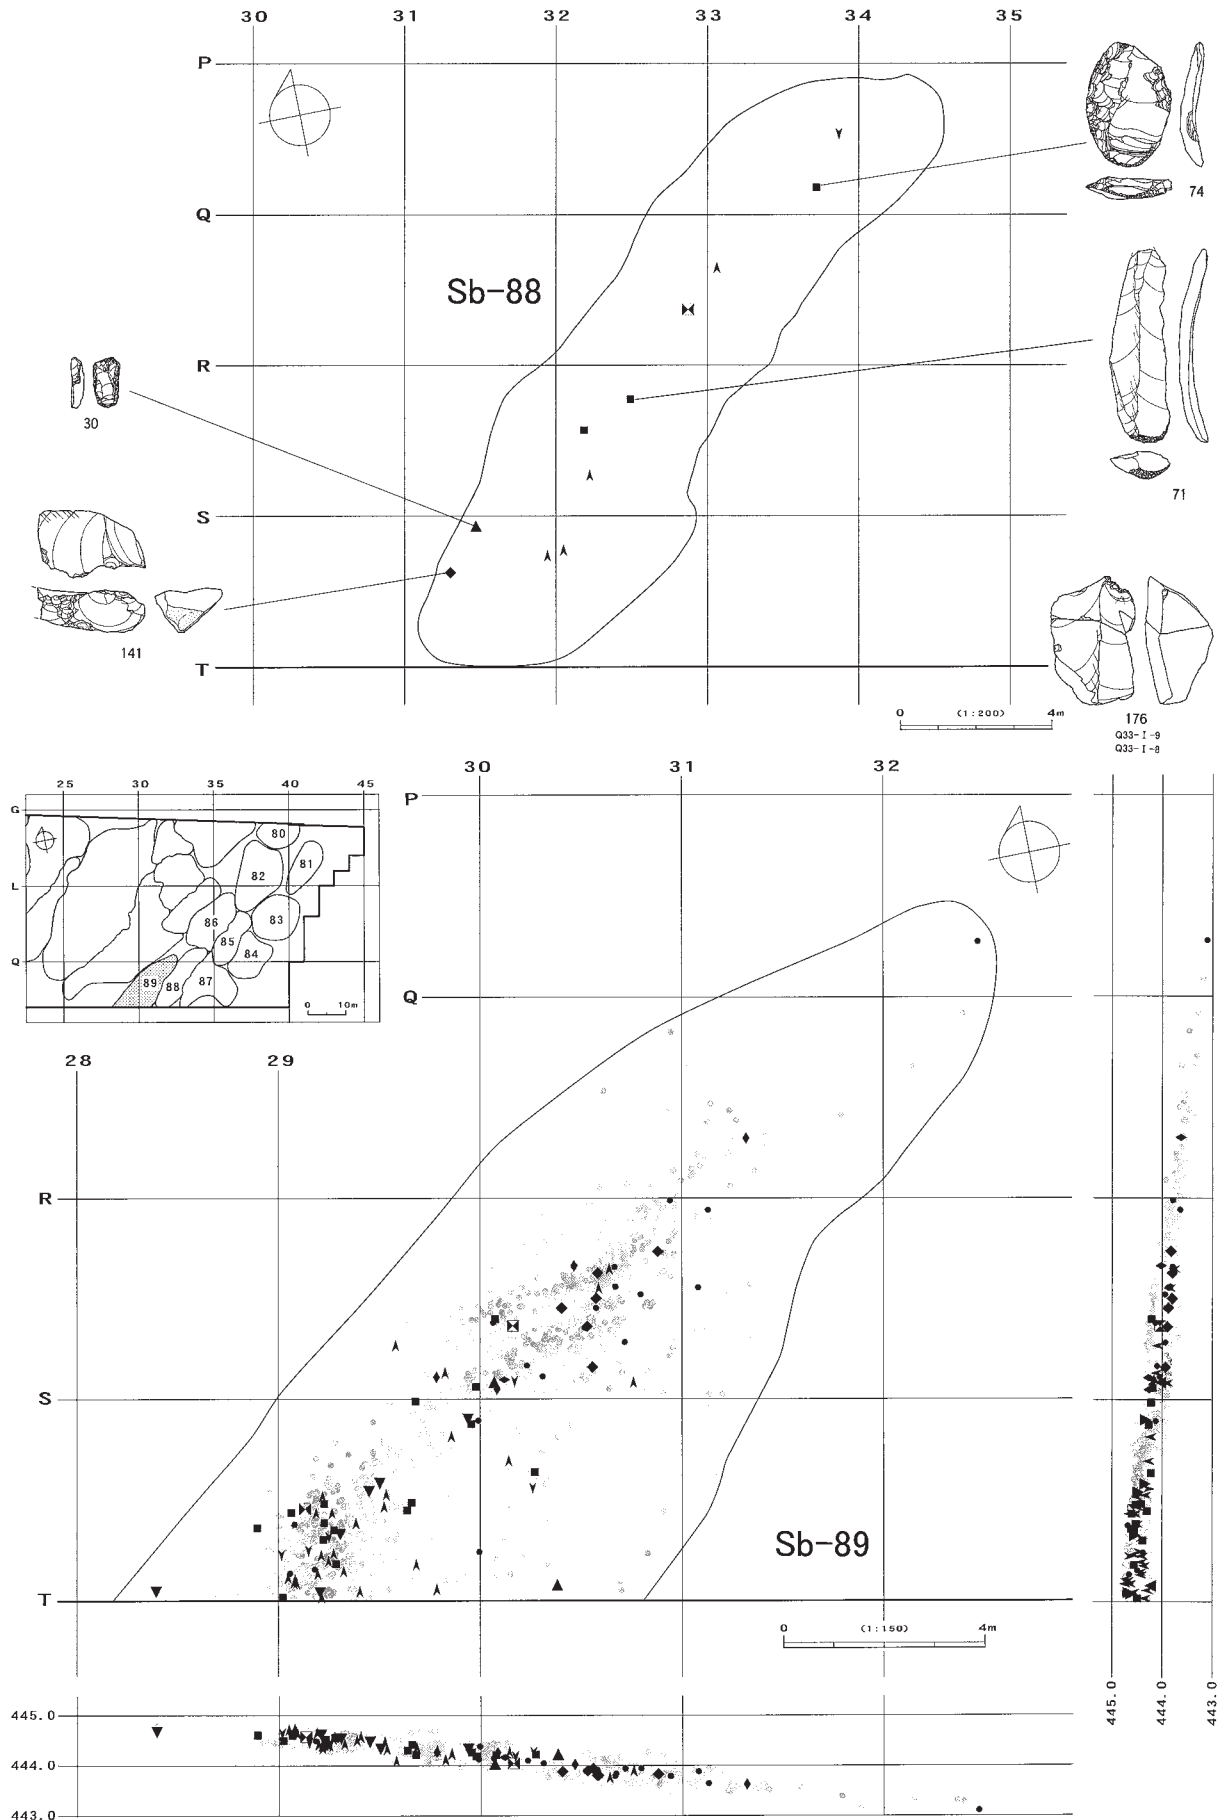 30 31 32 33 34 35
P
74
Q
Sb-88
R
30
71
S
141
T
0 (1:200) 4m
176
Q33-I-9
Q33-I-8
30 31 32
25 30 35 40 45
P
G
80
81
82
L
86
83
85
84
Q
89 88 87
0 10m
Q
28 29
R
S
Sb-89
T
0 (1:150) 4m
445.0 444.0 443.0
445.0
444.0
443.0